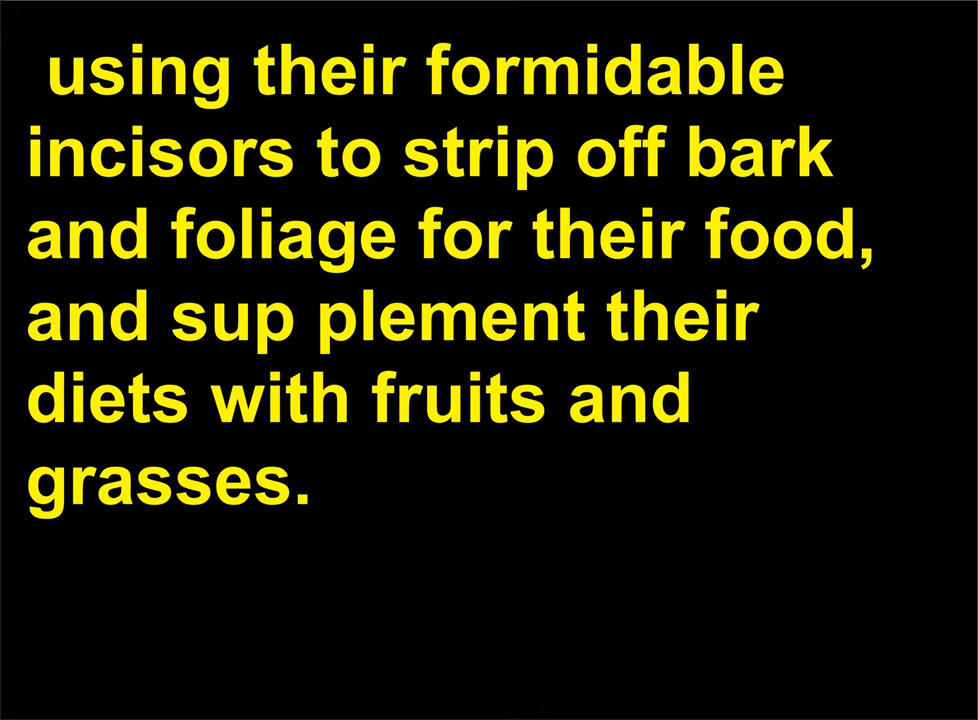 using their formidable
incisors to strip off bark
and foliage for their food,
and sup plement their
diets with fruits and
grasses.